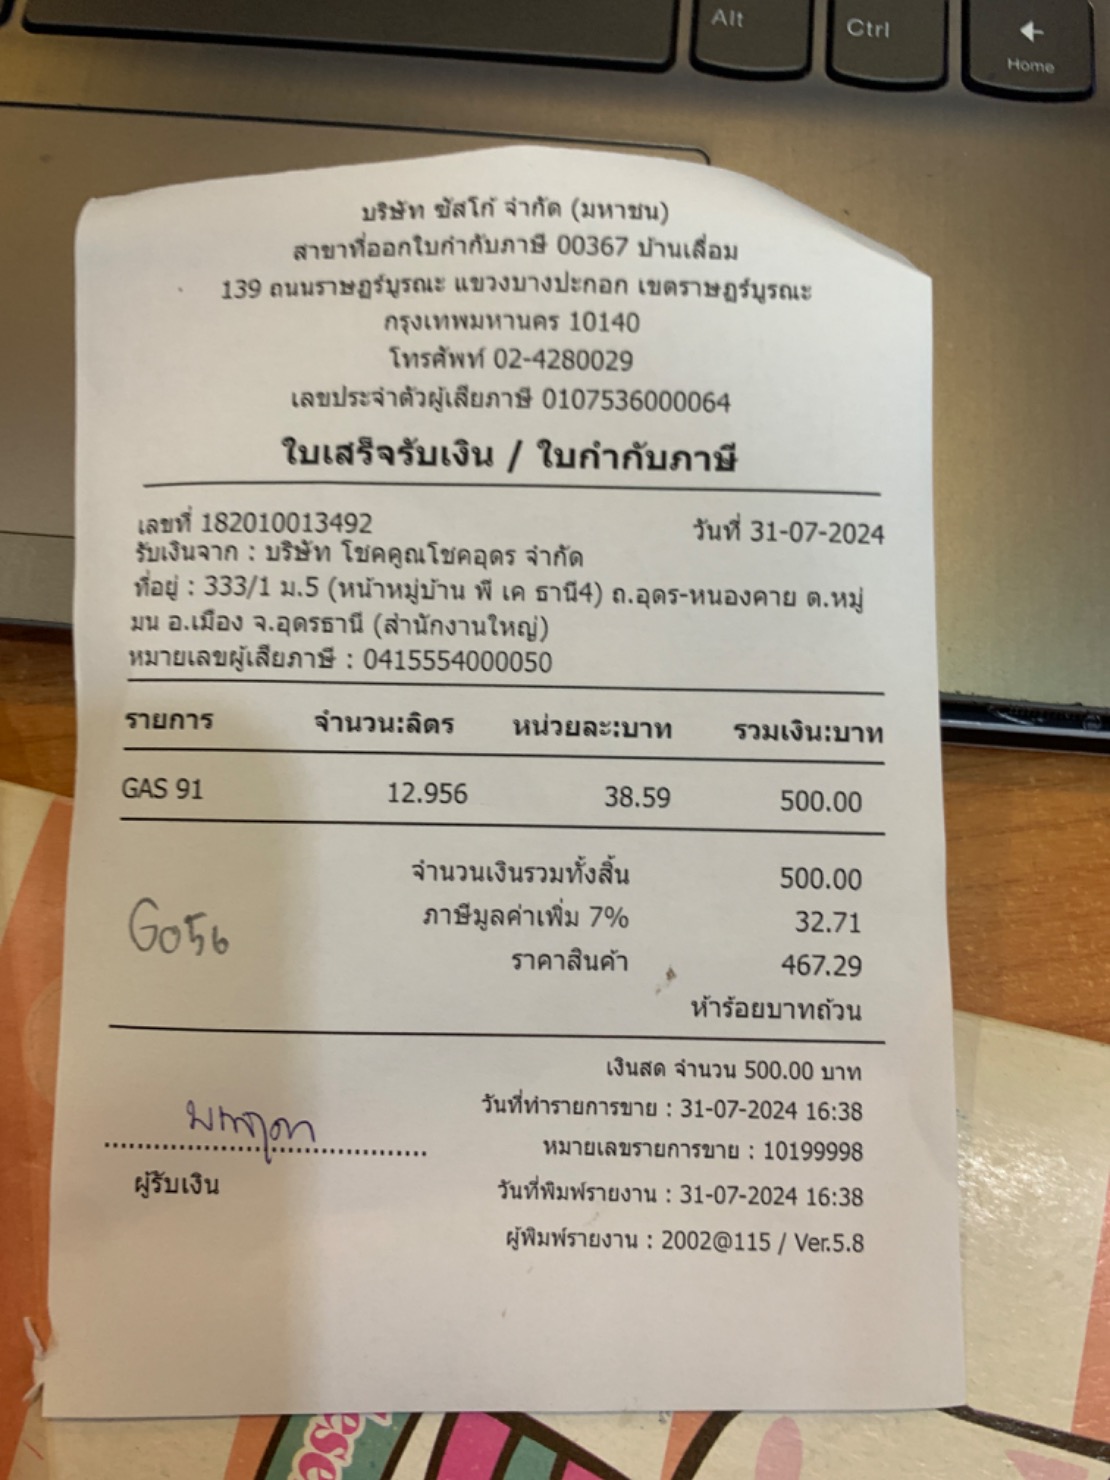 Alt
Ctrl
Home
บริษัท ซัสโก้ จำกัด (มหาชน)
สาขาที่ออกใบกำกับภาษี 00367 บ้านเลื่อม
139 ถนนราษฎร์บูรณะ แขวงบางปะกอก เขตราษฎร์บูรณะ
กรุงเทพมหานคร 10140
โทรศัพท์ 02-4280029
เลขประจำตัวผู้เสียภาษี 0107536000064
ใบเสร็จรับเงิน / ใบกำกับภาษี
เลขที่ 182010013492 วันที่ 31-07-2024
รับเงินจาก : บริษัท โชคคูณโชคอุดร จำกัด
ที่อยู่ : 333/1 ม.5 (หน้าหมู่บ้าน พี เค ธานี4) ถ.อุดร-หนองคาย ต.หมู
มน อ.เมือง จ.อุดรธานี (สำนักงานใหญ่)
หมายเลขผู้เสียภาษี : 0415554000050
รายการ จำนวน:ลิตร หน่วยละ:บาท รวมเงิน:บาท
GAS 91 12.956 38.59 500.00
จำนวนเงินรวมทั้งสิ้น 500.00
ภาษีมูลค่าเพิ่ม 7% 32.71
G056
ราคาสินค้า 467.29
ห้าร้อยบาทถ้วน
เงินสด จำนวน 500.00 บาท
วันที่ทำรายการขาย : 31-07-2024 16:38
หมายเลขรายการขาย : 10199998
ผู้รับเงิน
วันที่พิมพ์รายงาน : 31-07-2024 16:38
ผู้พิมพ์รายงาน : 2002@115 / Ver.5.8